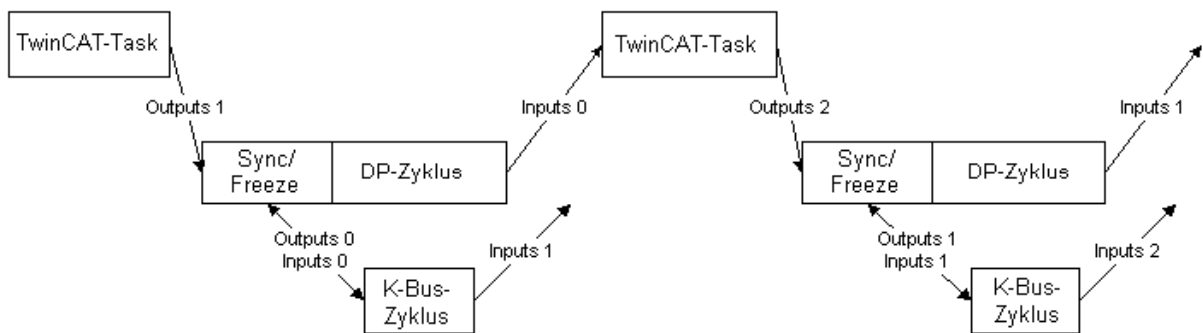 TwinCAT-Task
TwinCAT-Task
Outputs 1
Inputs 0
Outputs 2
Inputs 1
Sync/
Freeze
DP-Zyklus
Sync/
Freeze
DP-Zyklus
Outputs 0
Inputs 0
Inputs 1
Outputs 1
Inputs 1
Inputs 2
K-Bus-
Zyklus
K-Bus-
Zyklus